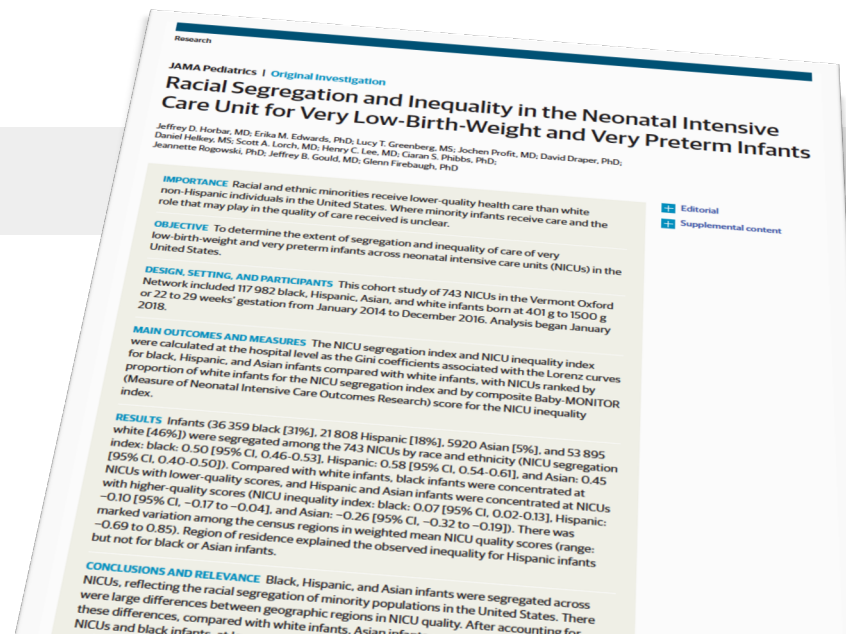 Research
JAMA Pediatrics | Original Investigation
Racial Segregation and Inequality in the Neonatal Intensive
Care Unit for Very Low-Birth-Weight and Very Preterm Infants
Jeffrey D. Horbar, MD; Erika M. Edwards, PhD; Lucy T. Greenberg, MS; Jochen Profit, MD; David Draper, PhD;
Daniel Helkey, MS; Scott A. Lorch, MD; Henry C. Lee, MD; Ciaran S. Phibbs, PhD;
Jeannette Rogowski, PhD; Jeffrey B. Gould, MD; Glenn Firebaugh, PhD
IMPORTANCE Racial and ethnic minorities receive lower-quality health care than white
non-Hispanic individuals in the United States. Where minority infants receive care and the
role that may play in the quality of care received is unclear.
OBJECTIVE To determine the extent of segregation and inequality of care of very
low-birth-weight and very preterm infants across neonatal intensive care units (NICUs) in the
United States.
DESIGN, SETTING, AND PARTICIPANTS This cohort study of 743 NICUs in the Vermont Oxford
Network included 117 982 black, Hispanic, Asian, and white infants born at 401 g to 1500 g
or 22 to 29 weeks' gestation from January 2014 to December 2016. Analysis began January
2018.
MAIN OUTCOMES AND MEASURES The NICU segregation index and NICU inequality index
were calculated at the hospital level as the Gini coefficients associated with the Lorenz curves
for black, Hispanic, and Asian infants compared with white infants, with NICUs ranked by
proportion of white infants for the NICU segregation index and by composite Baby-MONITOR
(Measure of Neonatal Intensive Care Outcomes Research) score for the NICU inequality
index.
RESULTS Infants (36 359 black [31%], 21 808 Hispanic [18%], 5920 Asian [5%], and 53 895
white [46%]) were segregated among the 743 NICUs by race and ethnicity (NICU segregation
index: black: 0.50 [95% CI, 0.46-0.53], Hispanic: 0.58 [95% CI, 0.54-0.61], and Asian: 0.45
[95% CI, 0.40-0.50]). Compared with white infants, black infants were concentrated at
NICUs with lower-quality scores, and Hispanic and Asian infants were concentrated at NICUs
with higher-quality scores (NICU inequality index: black: 0.07 [95% CI, 0.02-0.13], Hispanic:
−0.10 [95% CI, −0.17 to −0.04], and Asian: −0.26 [95% CI, −0.32 to −0.19]). There was
marked variation among the census regions in weighted mean NICU quality scores (range:
−0.69 to 0.85). Region of residence explained the observed inequality for Hispanic infants
but not for black or Asian infants.
CONCLUSIONS AND RELEVANCE Black, Hispanic, and Asian infants were segregated across
NICUs, reflecting the racial segregation of minority populations in the United States. There
were large differences between geographic regions in NICU quality. After accounting for
these differences, compared with white infants, Asian
NICUs and black infants,
Editorial
Supplemental content